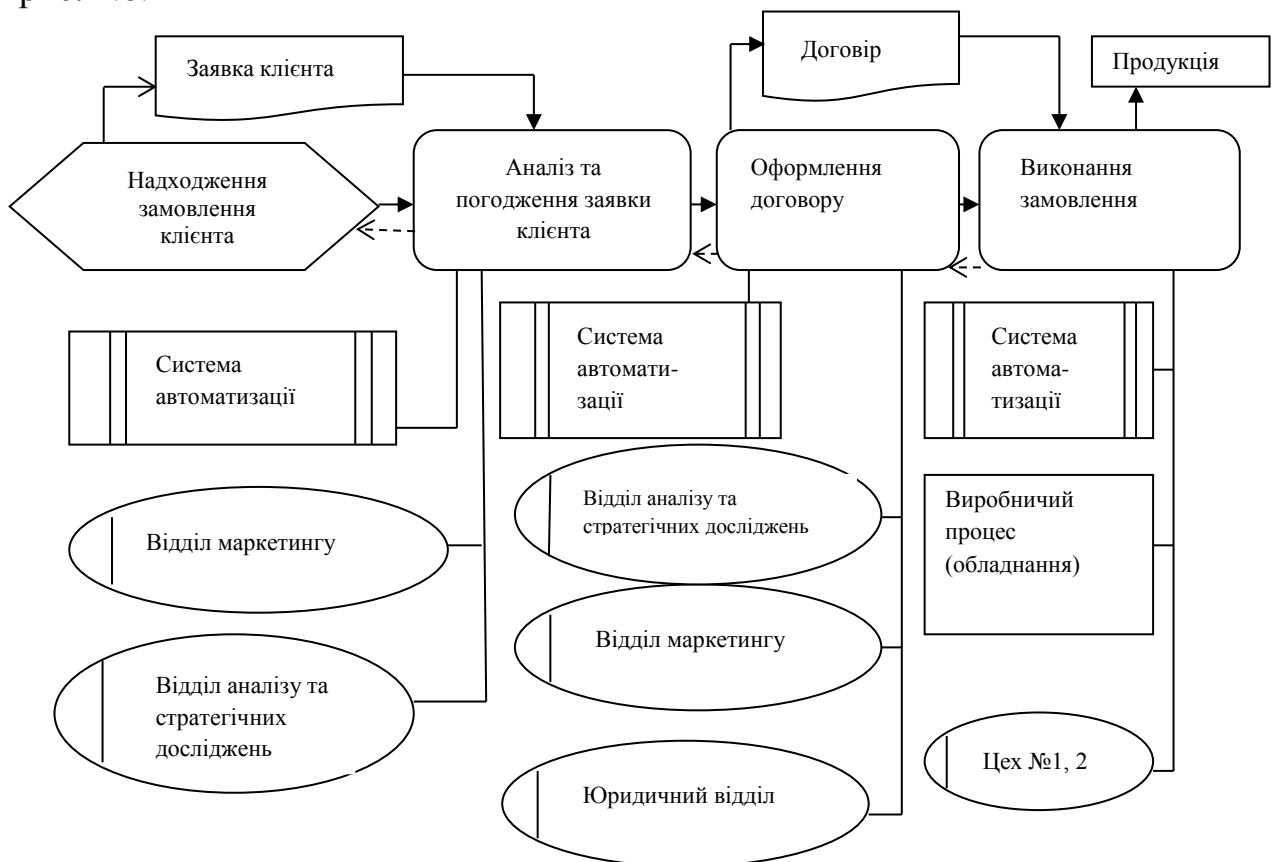 Заявка клієнта
Договір
Продукція
Надходження
замовлення
клієнта
Аналіз та
погодження заявки
клієнта
Оформлення
договору
Виконання
замовлення
Система
автоматизації
Система
автомати-
зації
Система
автома-
тизації
Відділ маркетингу
Відділ аналізу та
стратегічних досліджень
Виробничий
процес
(обладнання)
Відділ маркетингу
Відділ аналізу та
стратегічних
досліджень
Юридичний відділ
Цех №1, 2